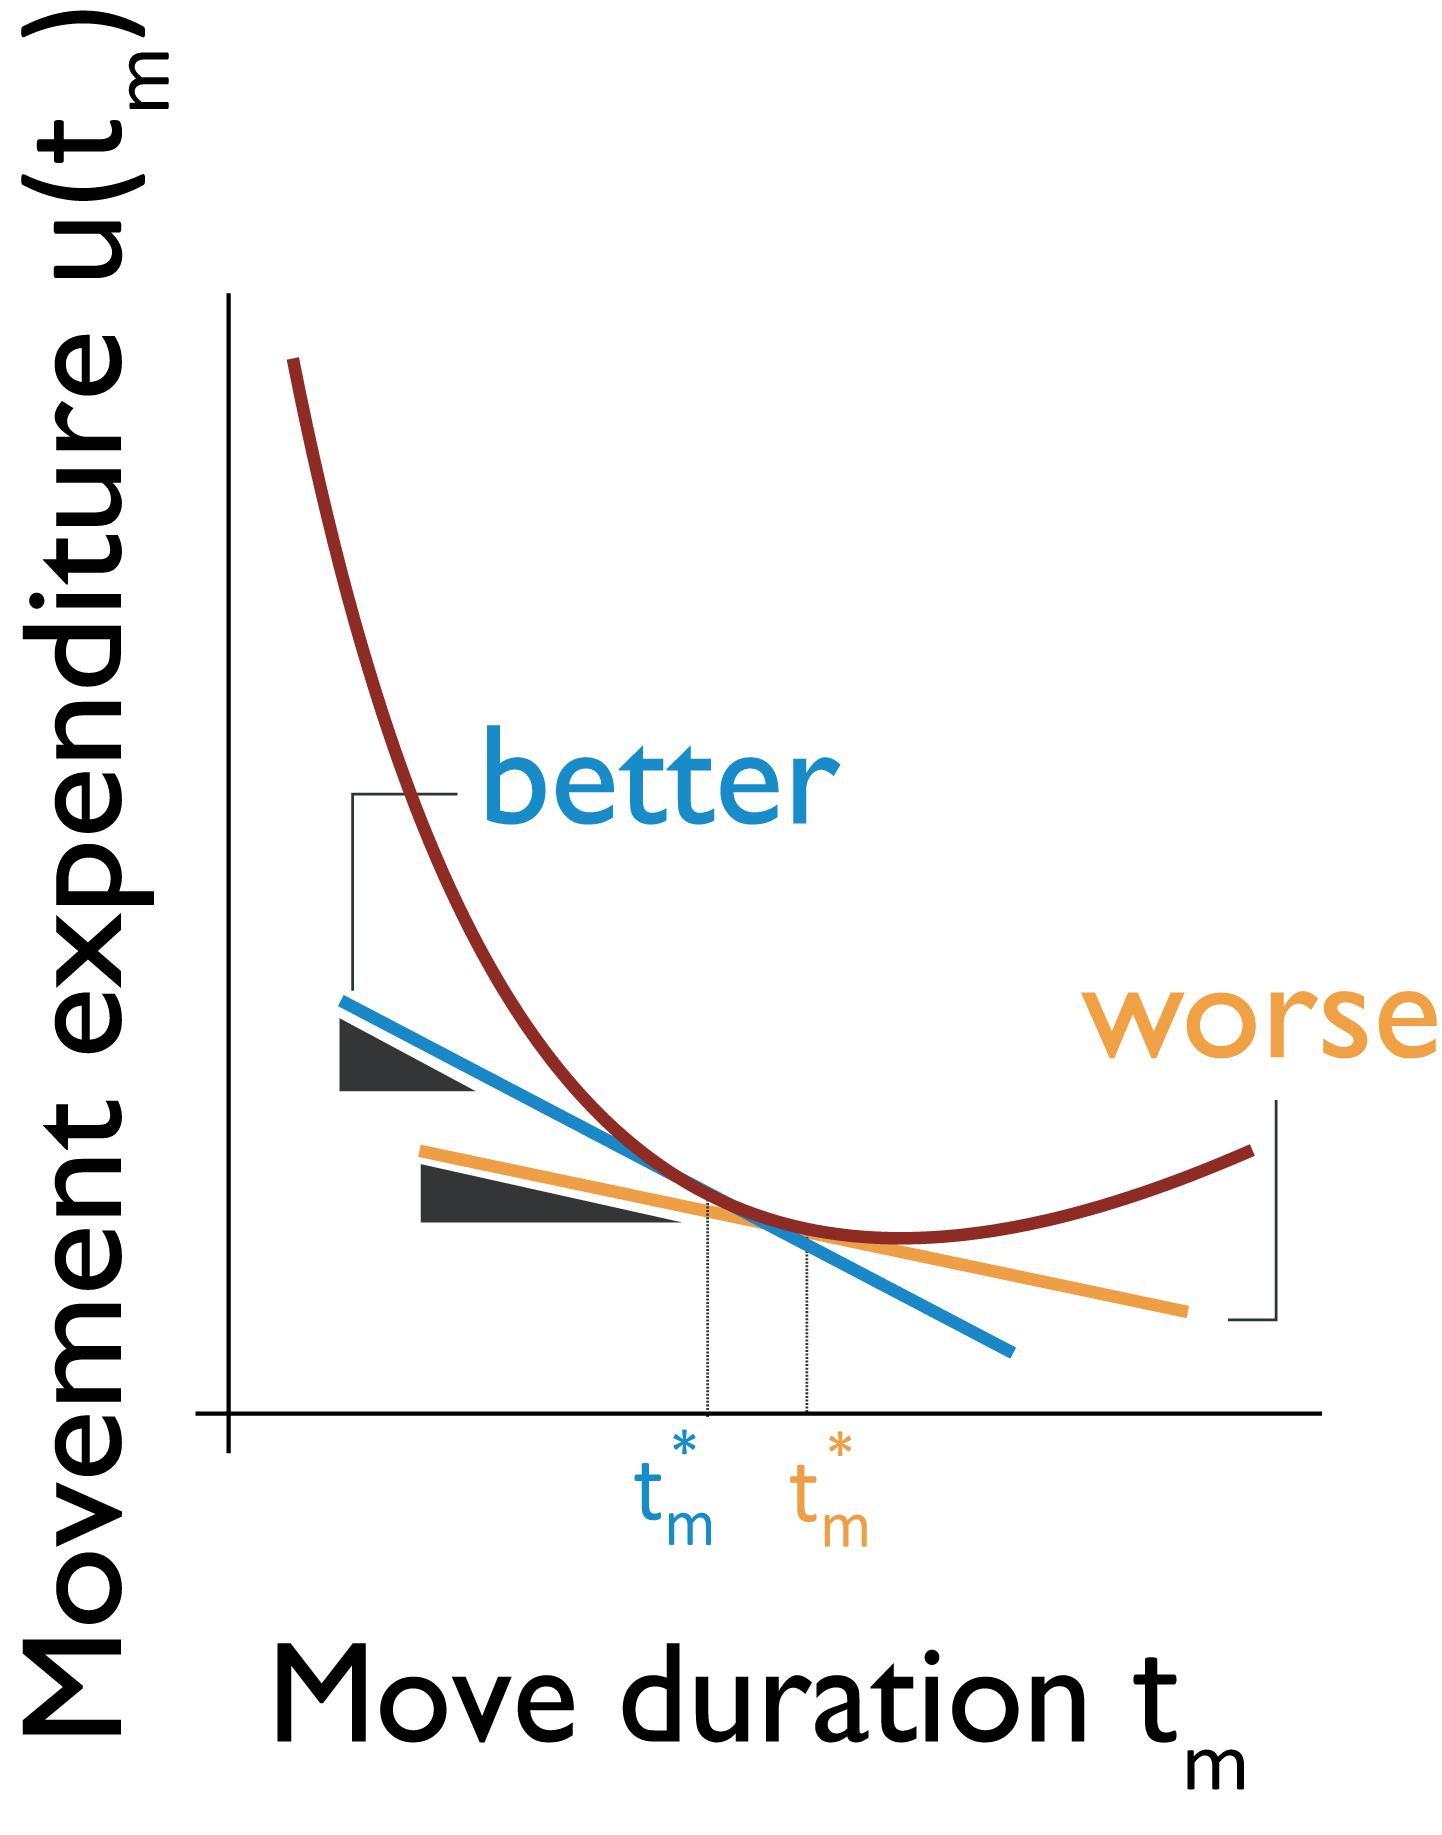 Movement expenditure u(tm)
better
worse
t*m
t*m
Move duration tm